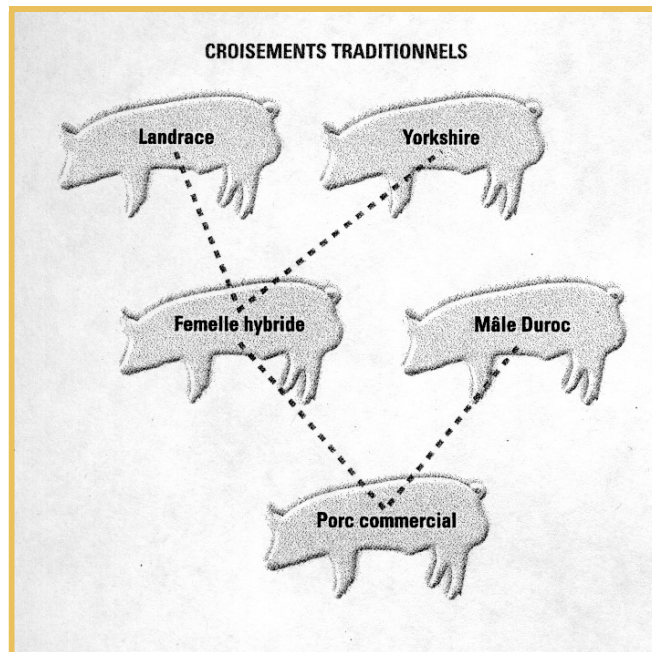 CROISEMENTS TRADITIONNELS
Landrace
Yorkshire
Femelle hybride
Mâle Duroc
Porc commercial